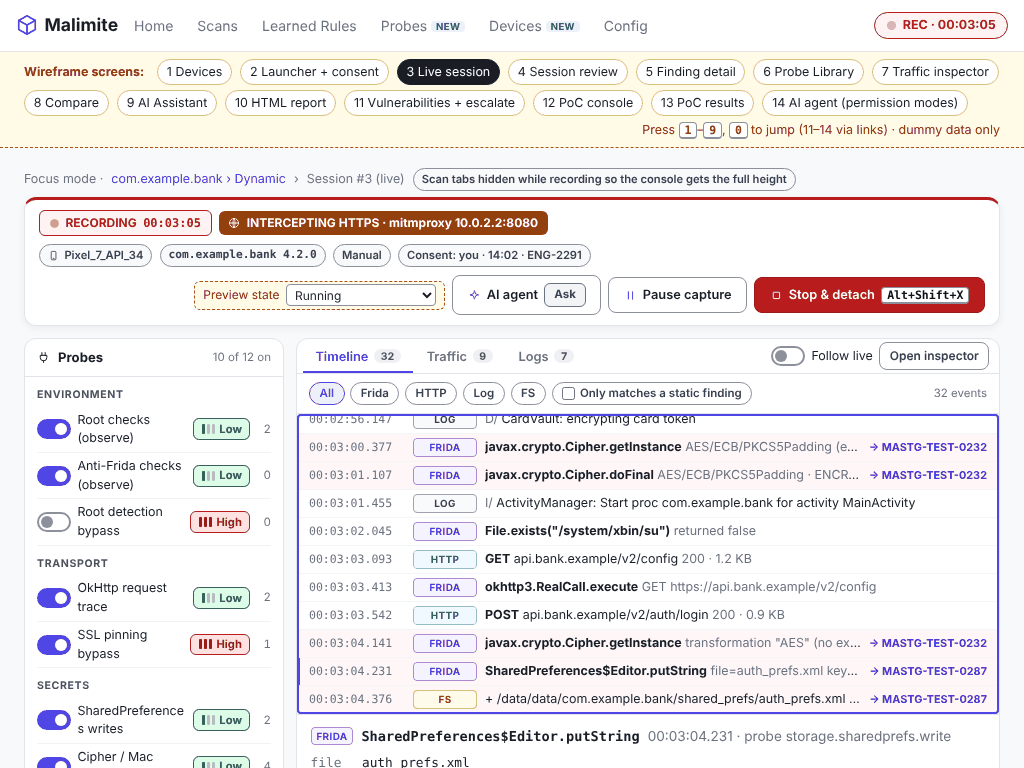 Malimite Home Scans Learned Rules Probes NEW Devices NEW Config REC · 00:03:05
Wireframe screens: 1 Devices 2 Launcher + consent 3 Live session 4 Session review 5 Finding detail 6 Probe Library 7 Traffic inspector
8 Compare 9 AI Assistant 10 HTML report 11 Vulnerabilities + escalate 12 PoC console 13 PoC results 14 AI agent (permission modes)
Press 1–9, 0 to jump (11–14 via links) · dummy data only
Focus mode · com.example.bank › Dynamic › Session #3 (live) Scan tabs hidden while recording so the console gets the full height
RECORDING 00:03:05 INTERCEPTING HTTPS · mitmproxy 10.0.2.2:8080
Pixel_7_API_34 com.example.bank 4.2.0 Manual Consent: you · 14:02 · ENG-2291
Preview state Running AI agent Ask Pause capture Stop & detach Alt+Shift+X
Probes 10 of 12 on
ENVIRONMENT
Root checks (observe) Low 2
Anti-Frida checks (observe) Low 0
Root detection bypass High 0
TRANSPORT
OkHttp request trace Low 2
SSL pinning bypass High 1
SECRETS
SharedPreference
s writes Low 2
Cipher / Mac Low 4
Timeline 32 Traffic 9 Logs 7 Follow live Open inspector
All Frida HTTP Log FS Only matches a static finding 32 events
00:02:56.147 LOG D/ CardVault: encrypting card token
00:03:00.377 FRIDA javax.crypto.Cipher.getInstance AES/ECB/PKCS5Padding (e… → MASTG-TEST-0232
00:03:01.107 FRIDA javax.crypto.Cipher.doFinal AES/ECB/PKCS5Padding · ENCR… → MASTG-TEST-0232
00:03:01.455 LOG I/ ActivityManager: Start proc com.example.bank for activity MainActivity
00:03:02.045 FRIDA File.exists("/system/xbin/su") returned false
00:03:03.093 HTTP GET api.bank.example/v2/config 200 · 1.2 KB
00:03:03.413 FRIDA okhttp3.RealCall.execute GET https://api.bank.example/v2/config
00:03:03.542 HTTP POST api.bank.example/v2/auth/login 200 · 0.9 KB
00:03:04.141 FRIDA javax.crypto.Cipher.getInstance transformation "AES" (no ex… → MASTG-TEST-0232
00:03:04.231 FRIDA SharedPreferences$Editor.putString file=auth_prefs.xml key… → MASTG-TEST-0287
00:03:04.376 FS + /data/data/com.example.bank/shared_prefs/auth_prefs.xml … → MASTG-TEST-0287
FRIDA SharedPreferences$Editor.putString 00:03:04.231 · probe storage.sharedprefs.write
file auth_prefs.xml